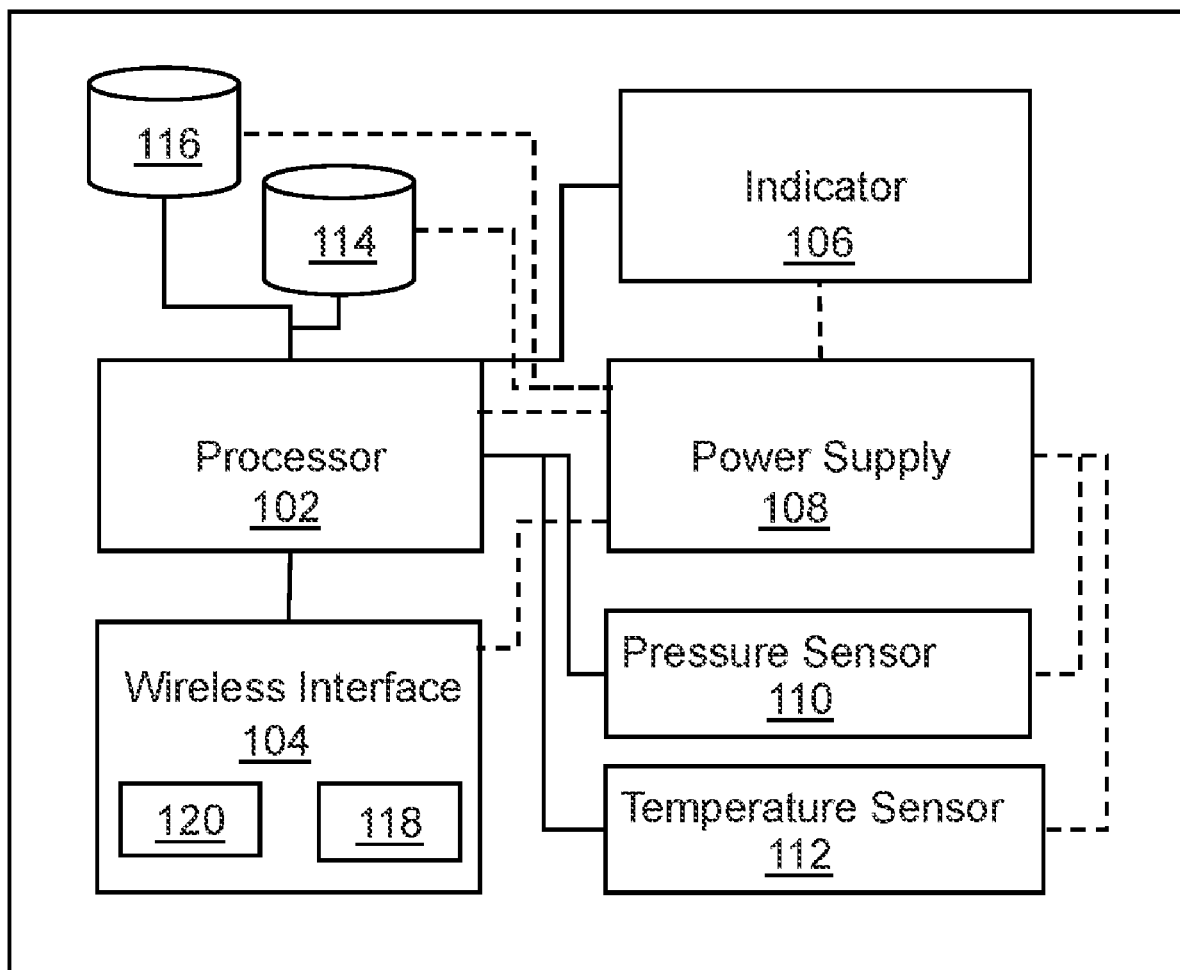 116
114
Indicator
106
Processor
102
Power Supply
108
Wireless Interface
104
120
118
Pressure Sensor
110
Temperature Sensor
112